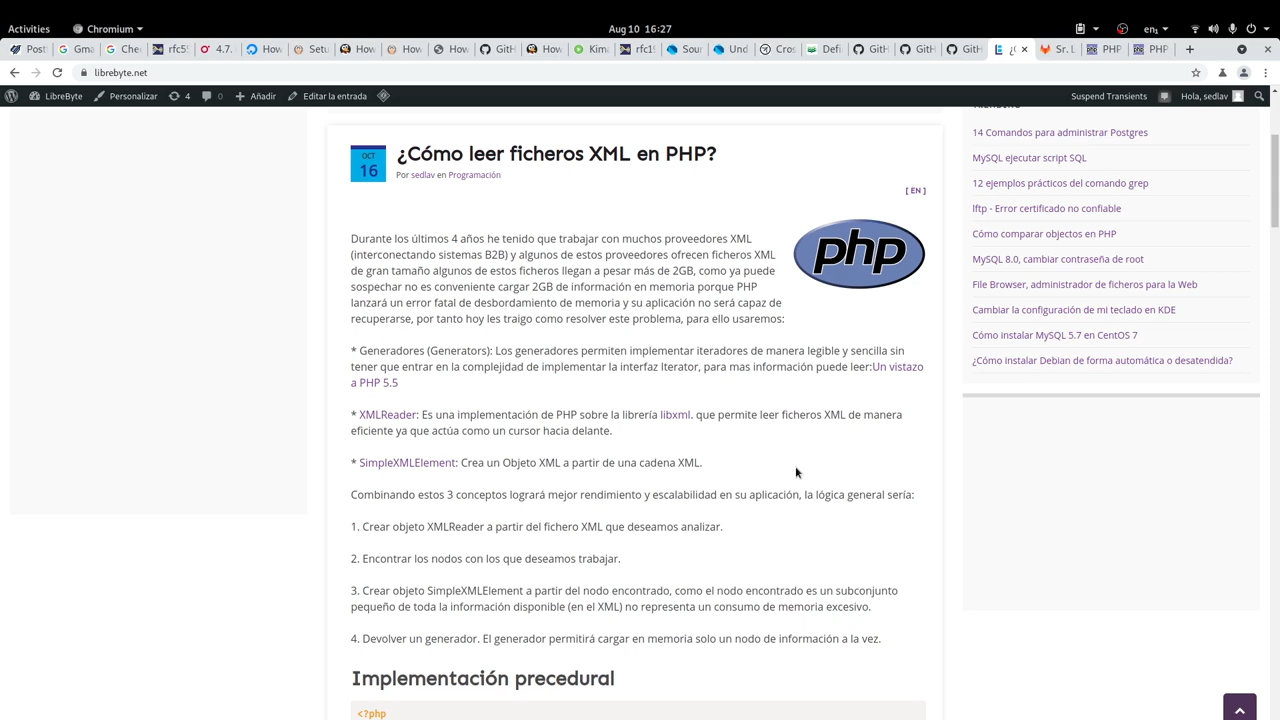 Activities
Chromium
Aug 10 16:27
en₁
Post
Gma
Che
rfc55
4.7.
How
Setu
How
How
How
GitH
How
Kima
rfc19
Sour
Und
Cros
Defi
GitH
GitH
GitH
¿C
Sr. L
PHP
PHP
librebyte.net
LibreByte
Personalizar
4
0
Añadir
Editar la entrada
Suspend Transients
Hola, sedlav
OCT
16
¿Cómo leer ficheros XML en PHP?
Por sedlav en Programación
[ EN ]
php
Durante los últimos 4 años he tenido que trabajar con muchos proveedores XML
(interconectando sistemas B2B) y algunos de estos proveedores ofrecen ficheros XML
de gran tamaño algunos de estos ficheros llegan a pesar más de 2GB, como ya puede
sospechar no es conveniente cargar 2GB de información en memoria porque PHP
lanzará un error fatal de desbordamiento de memoria y su aplicación no será capaz de
recuperarse, por tanto hoy les traigo como resolver este problema, para ello usaremos:
* Generadores (Generators): Los generadores permiten implementar iteradores de manera legible y sencilla sin
tener que entrar en la complejidad de implementar la interfaz Iterator, para mas información puede leer:Un vistazo
a PHP 5.5
* XMLReader: Es una implementación de PHP sobre la librería libxml. que permite leer ficheros XML de manera
eficiente ya que actúa como un cursor hacia delante.
* SimpleXMLElement: Crea un Objeto XML a partir de una cadena XML.
Combinando estos 3 conceptos logrará mejor rendimiento y escalabilidad en su aplicación, la lógica general sería:
1. Crear objeto XMLReader a partir del fichero XML que deseamos analizar.
2. Encontrar los nodos con los que deseamos trabajar.
3. Crear objeto SimpleXMLElement a partir del nodo encontrado, como el nodo encontrado es un subconjunto
pequeño de toda la información disponible (en el XML) no representa un consumo de memoria excesivo.
4. Devolver un generador. El generador permitirá cargar en memoria solo un nodo de información a la vez.
Implementación precedural
<?php
14 Comandos para administrar Postgres
MySQL ejecutar script SQL
12 ejemplos prácticos del comando grep
lftp - Error certificado no confiable
Cómo comparar objectos en PHP
MySQL 8.0, cambiar contraseña de root
File Browser, administrador de ficheros para la Web
Cambiar la configuración de mi teclado en KDE
Cómo instalar MySQL 5.7 en CentOS 7
¿Cómo instalar Debian de forma automática o desatendida?